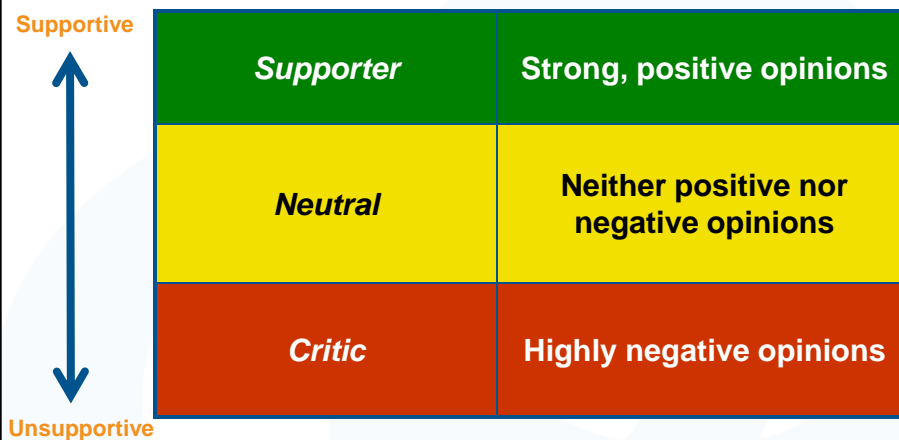 Supportive
Supporter
Strong, positive opinions
Neutral
Neither positive nor
negative opinions
Critic
Highly negative opinions
Unsupportive